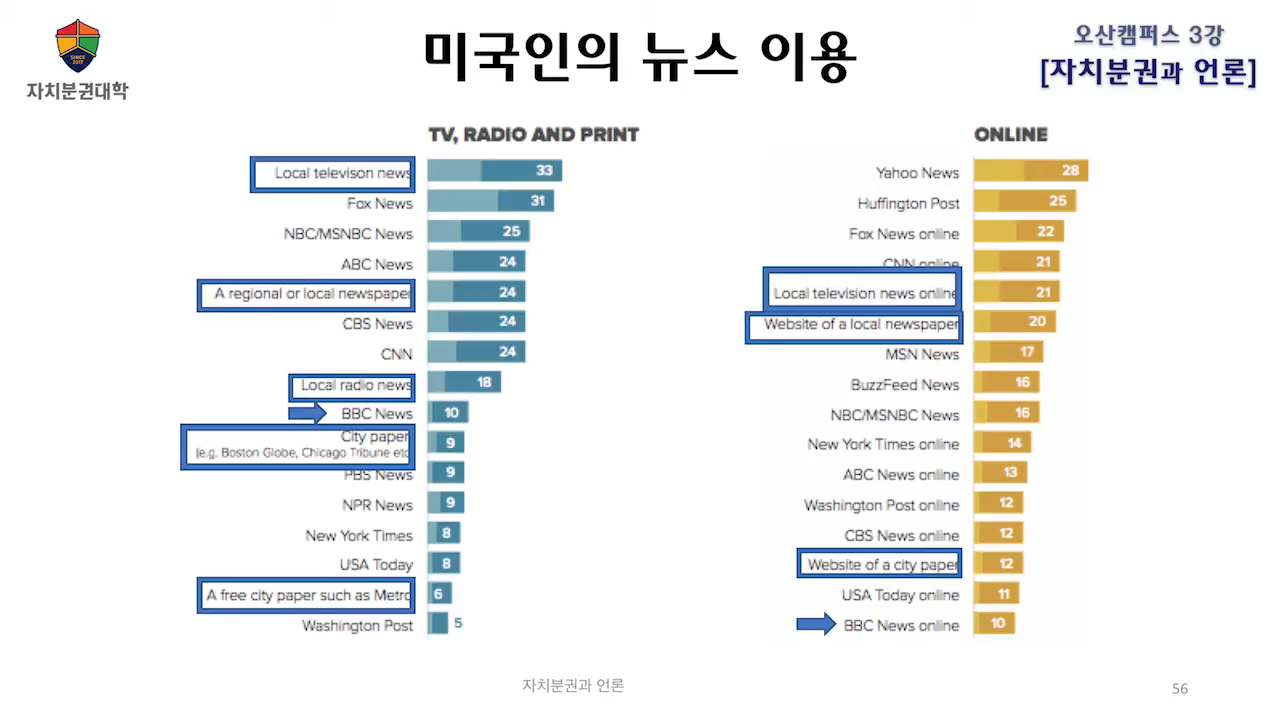 SINCE
2017
자치분권대학
미국인의 뉴스 이용
오산캠퍼스 3강
[자치분권과 언론]
TV, RADIO AND PRINT
Local televison news 33
Fox News 31
NBC/MSNBC News 25
ABC News 24
A regional or local newspaper 24
CBS News 24
CNN 24
Local radio news 18
BBC News 10
City paper 9
(e.g. Boston Globe, Chicago Tribune etc
PBS News 9
NPR News 9
New York Times 8
USA Today 8
A free city paper such as Metro 6
Washington Post 5
ONLINE
Yahoo News 28
Huffington Post 25
Fox News online 22
CNN online 21
Local television news online 21
Website of a local newspaper 20
MSN News 17
BuzzFeed News 16
NBC/MSNBC News 16
New York Times online 14
ABC News online 13
Washington Post online 12
CBS News online 12
Website of a city paper 12
USA Today online 11
BBC News online 10
자치분권과 언론
56